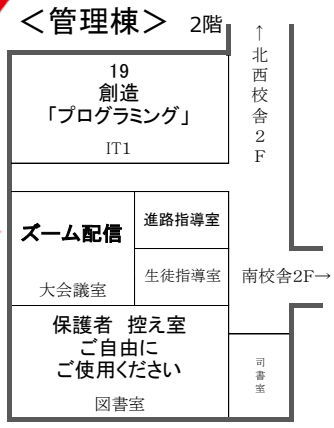 ＜管理棟＞ 2階
↑北西校舎2F
19
創造
「プログラミング」
IT1
ズーム配信
大会議室
進路指導室
生徒指導室
南校舎2F→
保護者 控え室
ご自由に
ご使用ください
図書室
司書室